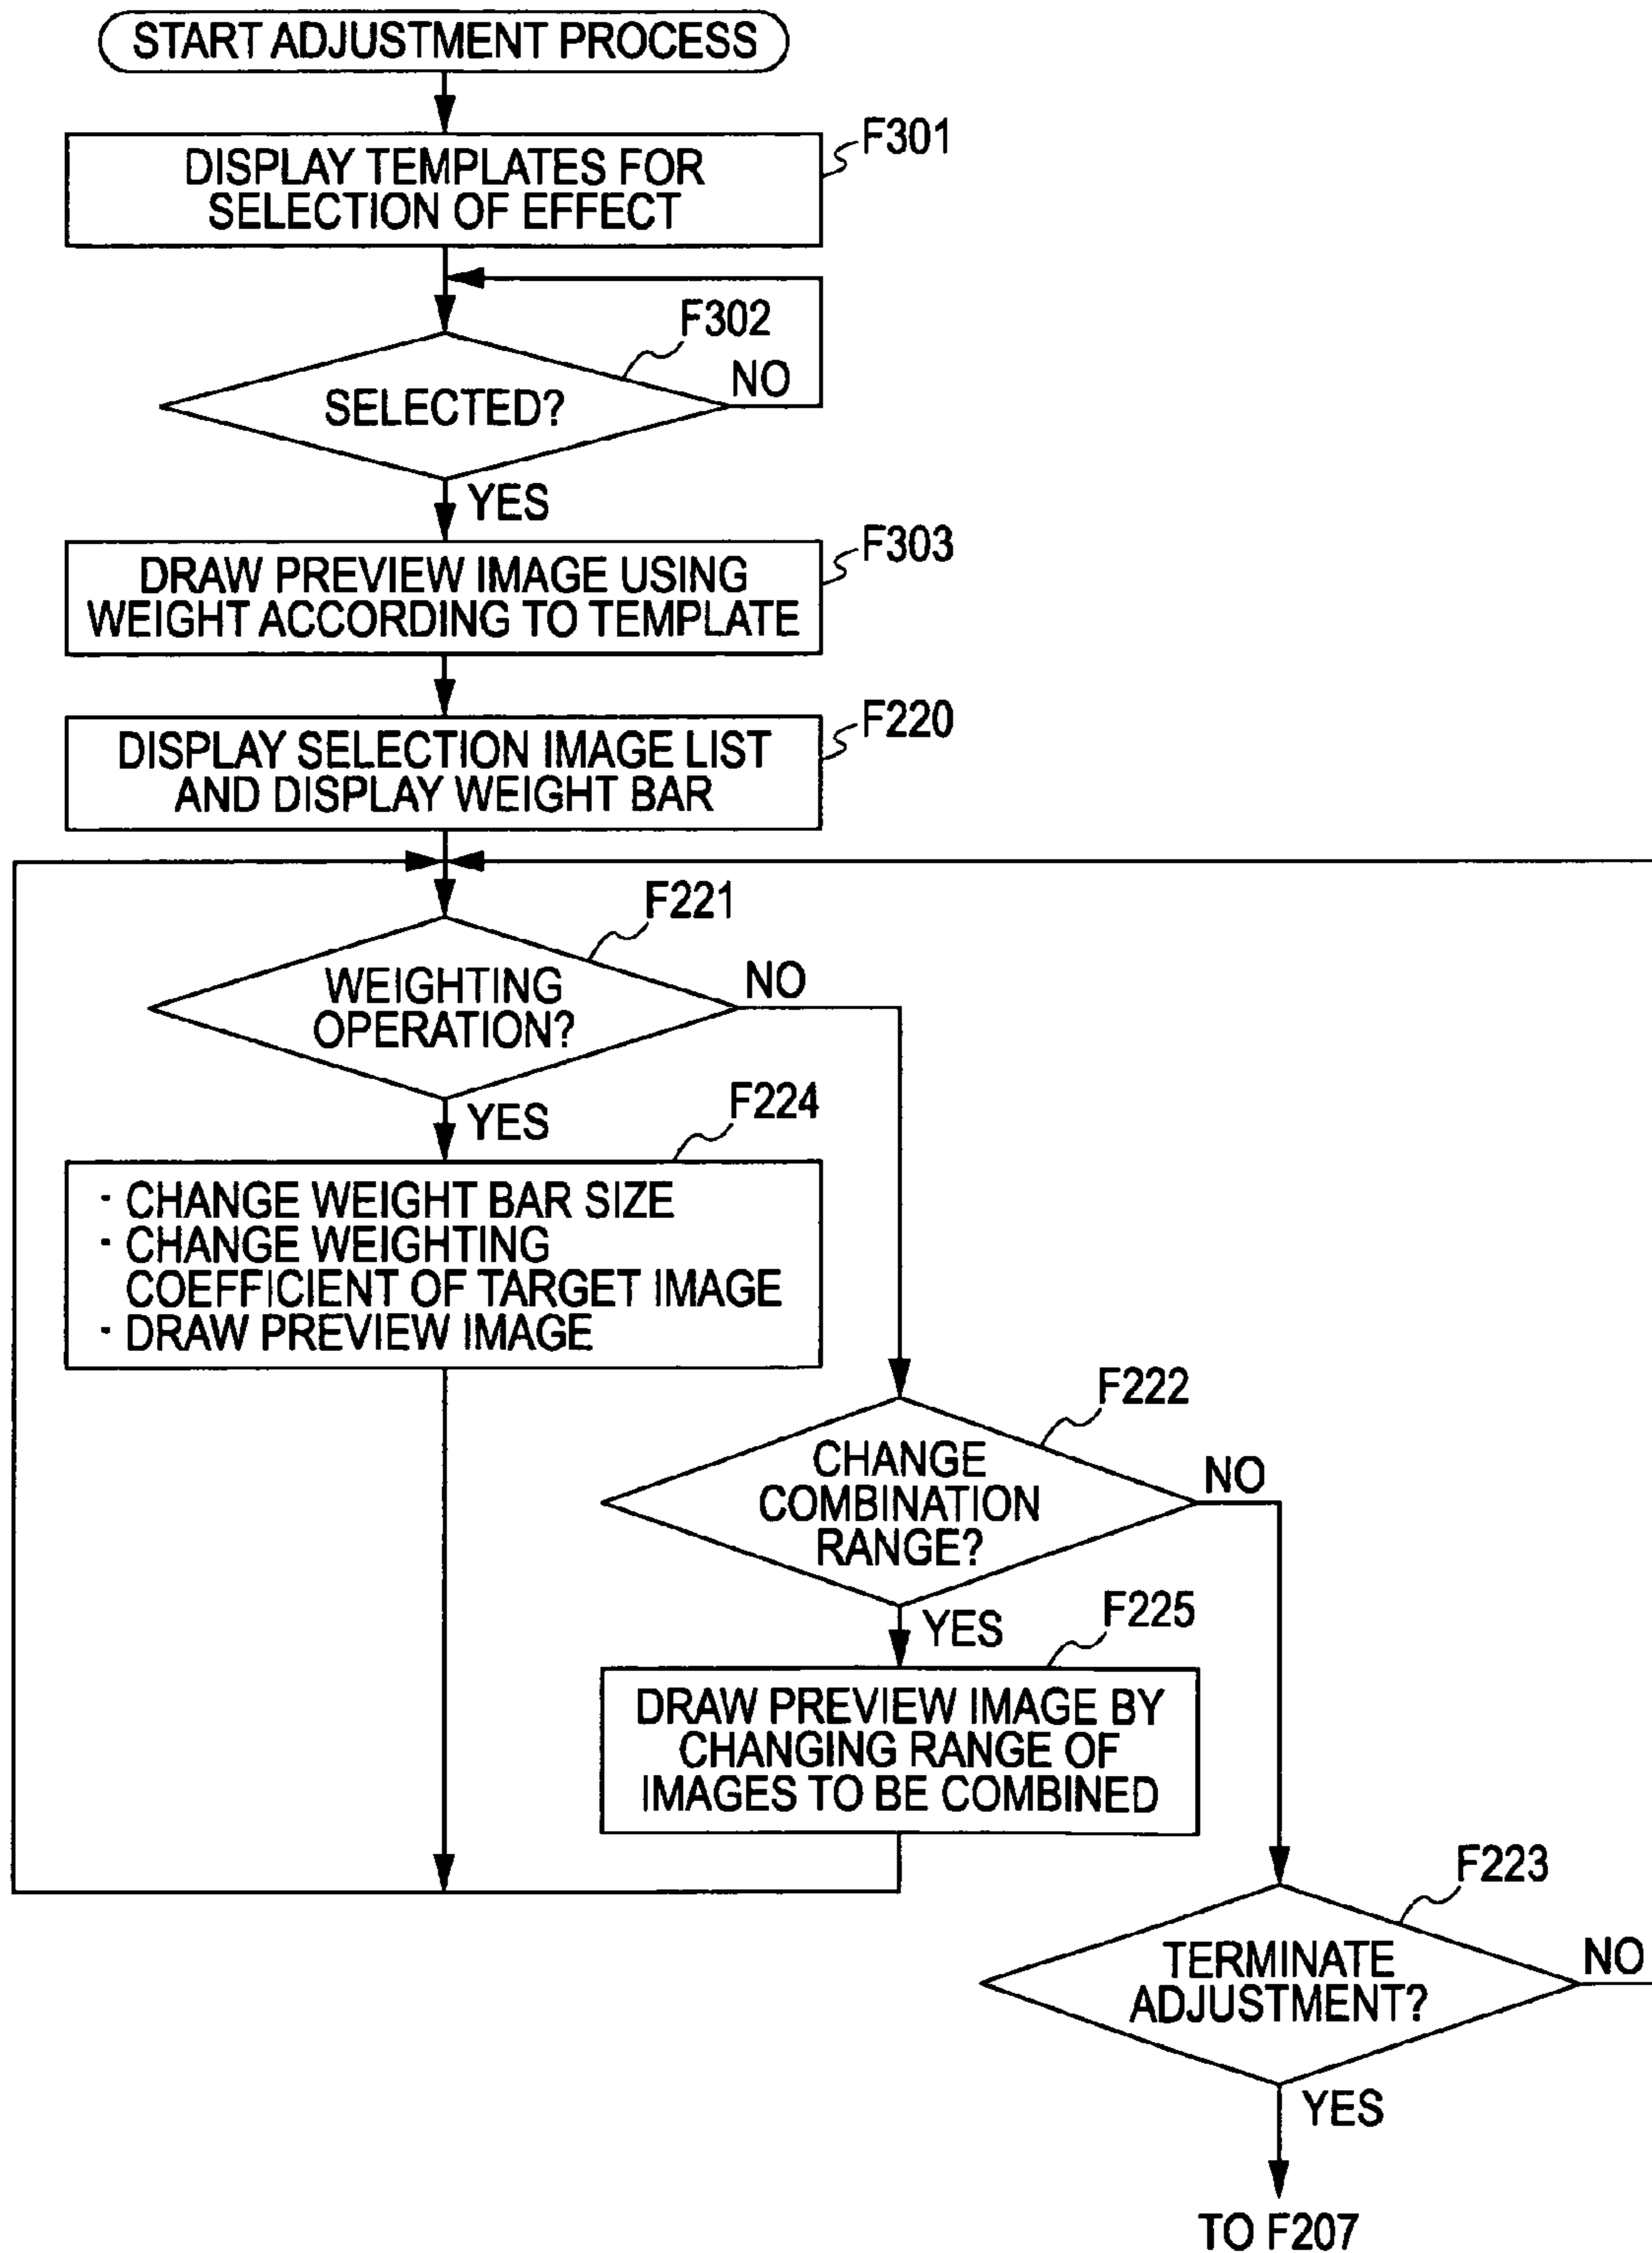 START ADJUSTMENT PROCESS
F301
DISPLAY TEMPLATES FOR
SELECTION OF EFFECT
F302
NO
SELECTED?
YES
F303
DRAW PREVIEW IMAGE USING
WEIGHT ACCORDING TO TEMPLATE
F220
DISPLAY SELECTION IMAGE LIST
AND DISPLAY WEIGHT BAR
F221
NO
WEIGHTING
OPERATION?
YES
F224
- CHANGE WEIGHT BAR SIZE
- CHANGE WEIGHTING
COEFFICIENT OF TARGET IMAGE
- DRAW PREVIEW IMAGE
F222
NO
CHANGE
COMBINATION
RANGE?
YES
F225
DRAW PREVIEW IMAGE BY
CHANGING RANGE OF
IMAGES TO BE COMBINED
F223
NO
TERMINATE
ADJUSTMENT?
YES
TO F207